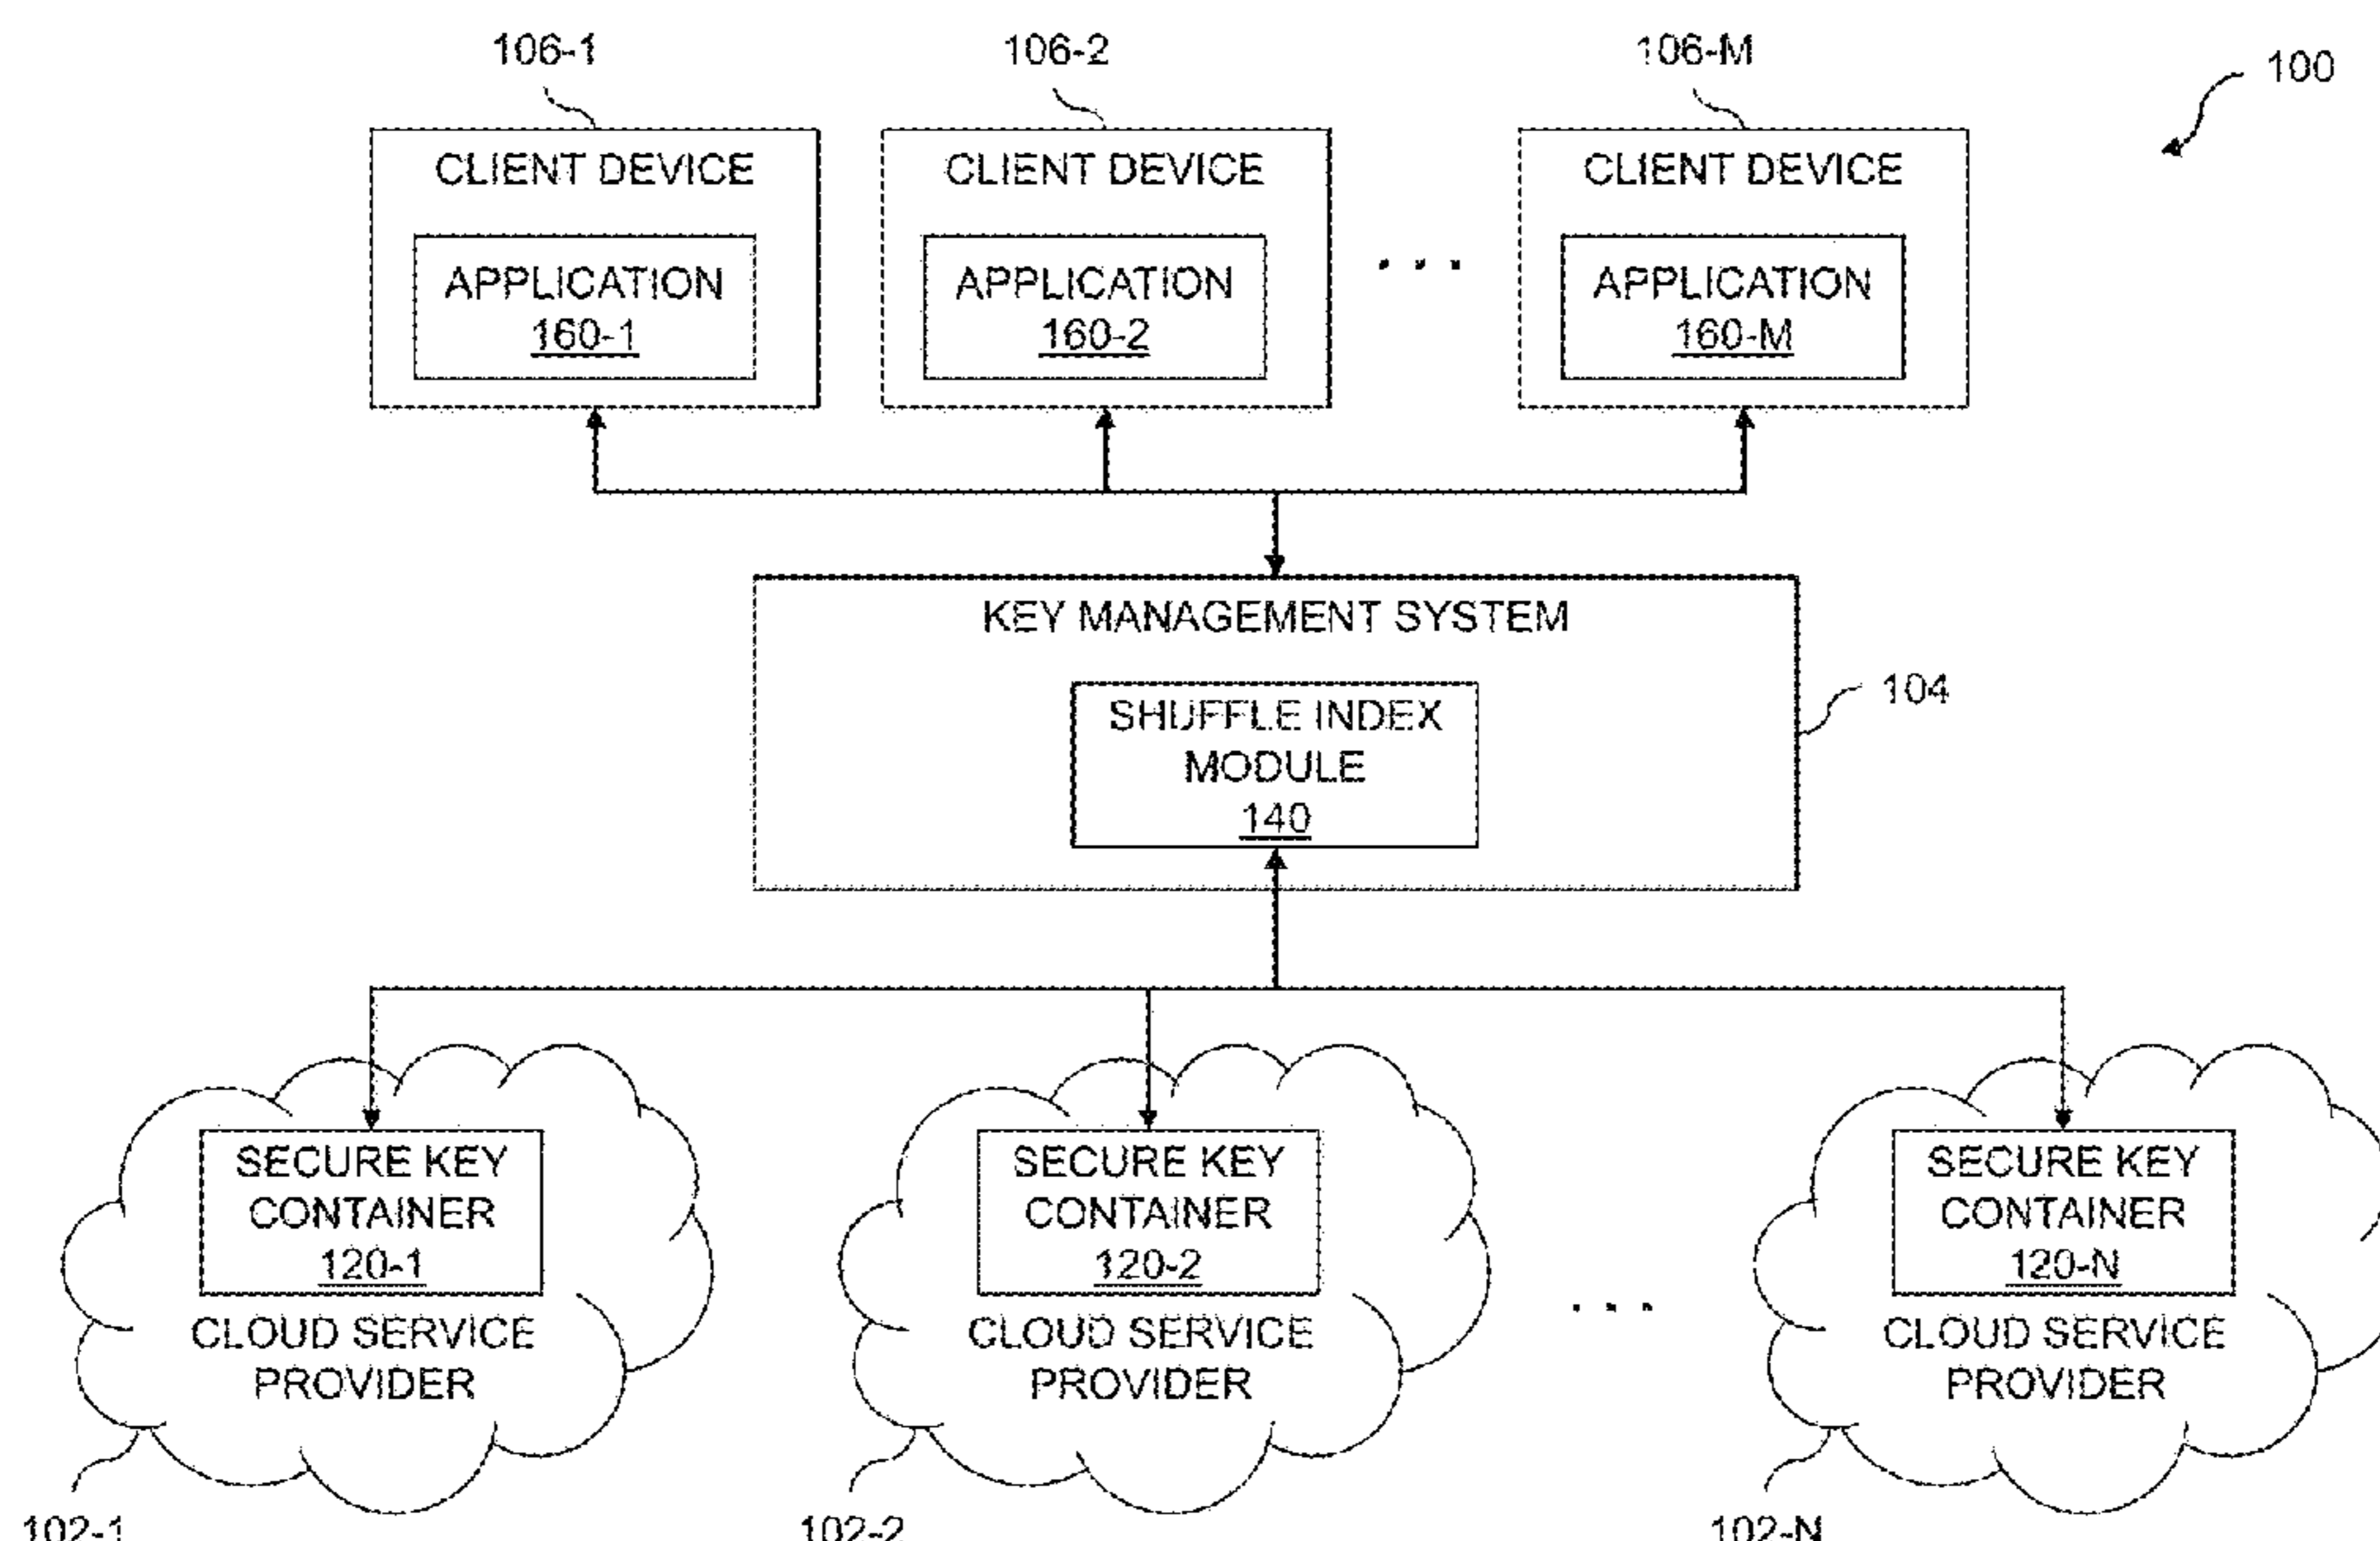 106-1
106-2
106-M
100
CLIENT DEVICE
CLIENT DEVICE
CLIENT DEVICE
APPLICATION
160-1
APPLICATION
160-2
. . .
APPLICATION
160-M
KEY MANAGEMENT SYSTEM
SHUFFLE INDEX
MODULE
140
104
SECURE KEY
CONTAINER
120-1
CLOUD SERVICE
PROVIDER
SECURE KEY
CONTAINER
120-2
CLOUD SERVICE
PROVIDER
. . .
SECURE KEY
CONTAINER
120-N
CLOUD SERVICE
PROVIDER
102-1
102-2
102-N